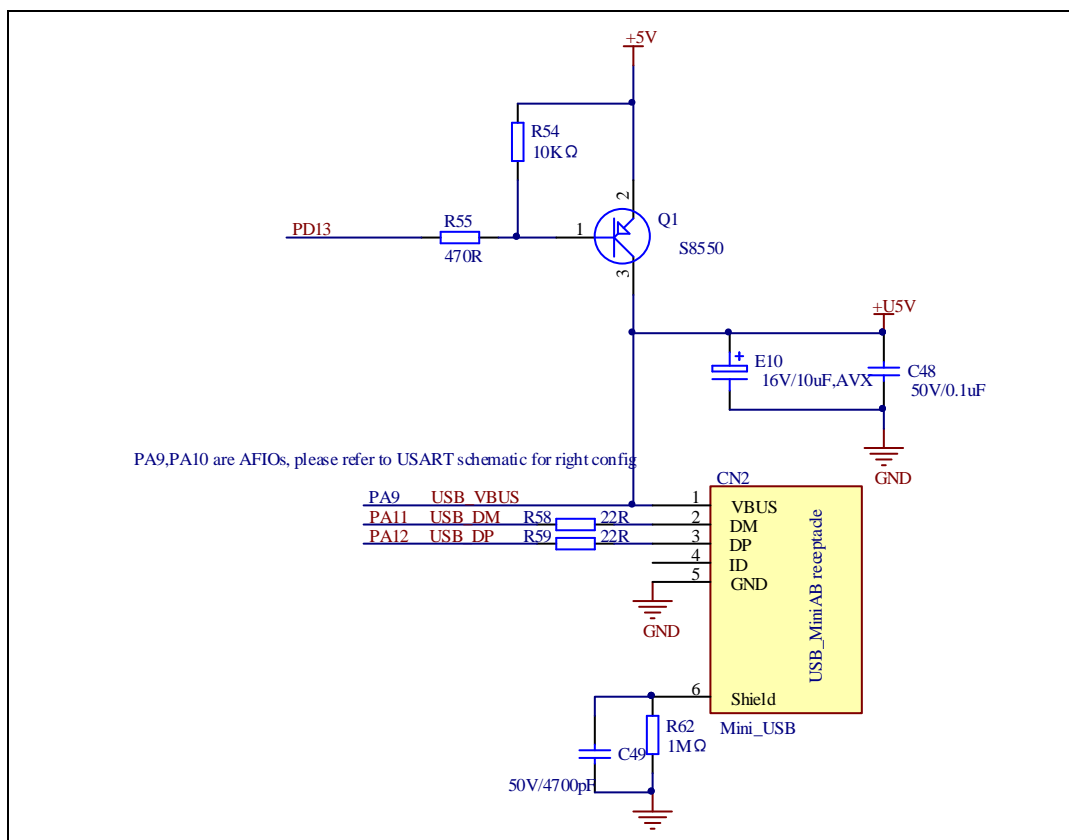 +5V
R54
10KΩ
2
Q1
PD13
R55
1
470R
S8550
3
+U5V
E10
16V/10uF,AVX
C48
50V/0.1uF
PA9,PA10 are AFIOs, please refer to USART schematic for right config
GND
CN2
PA9 USB_VBUS 1 VBUS
PA11 USB_DM R58 22R 2 DM
PA12 USB_DP R59 22R 3 DP
4 ID
5 GND
GND
USB_MiniAB receptacle
6 Shield
R62
1MΩ
Mini_USB
C49
50V/4700pF